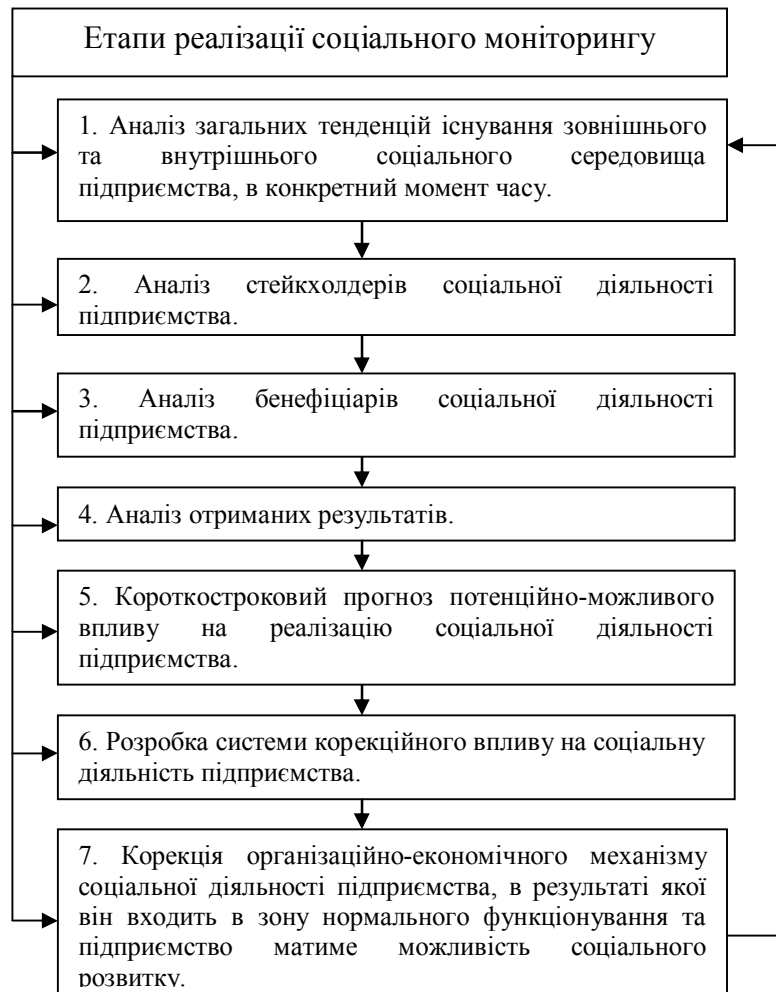 Етапи реалізації соціального моніторингу
1. Аналіз загальних тенденцій існування зовнішнього
та внутрішнього соціального середовища
підприємства, в конкретний момент часу.
2. Аналіз стейкхолдерів соціальної діяльності
підприємства.
3. Аналіз бенефіціарів соціальної діяльності
підприємства.
4. Аналіз отриманих результатів.
5. Короткостроковий прогноз потенційно-можливого
впливу на реалізацію соціальної діяльності
підприємства.
6. Розробка системи корекційного впливу на соціальну
діяльність підприємства.
7. Корекція організаційно-економічного механізму
соціальної діяльності підприємства, в результаті якої
він входить в зону нормального функціонування та
підприємство матиме можливість соціального
розвитку.